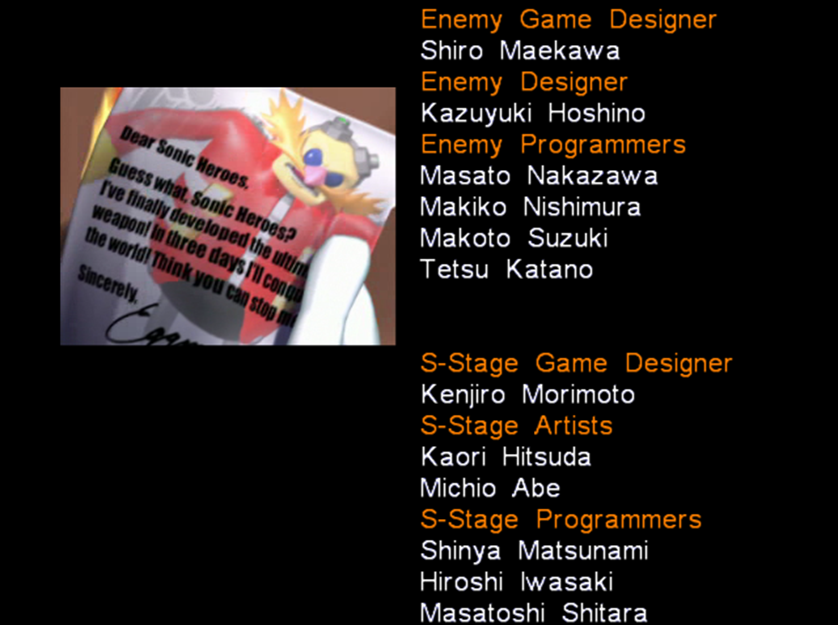 Dear Sonic Heroes,
Guess what, Sonic Heroes?
I've finally developed the
weapon! In three days I'll
the world! Think you can stop
Sincerely,
Enemy Game Designer
Shiro Maekawa
Enemy Designer
Kazuyuki Hoshino
Enemy Programmers
Masato Nakazawa
Makiko Nishimura
Makoto Suzuki
Tetsu Katano
S-Stage Game Designer
Kenjiro Morimoto
S-Stage Artists
Kaori Hitsuda
Michio Abe
S-Stage Programmers
Shinya Matsunami
Hiroshi Iwasaki
Masatoshi Shitara